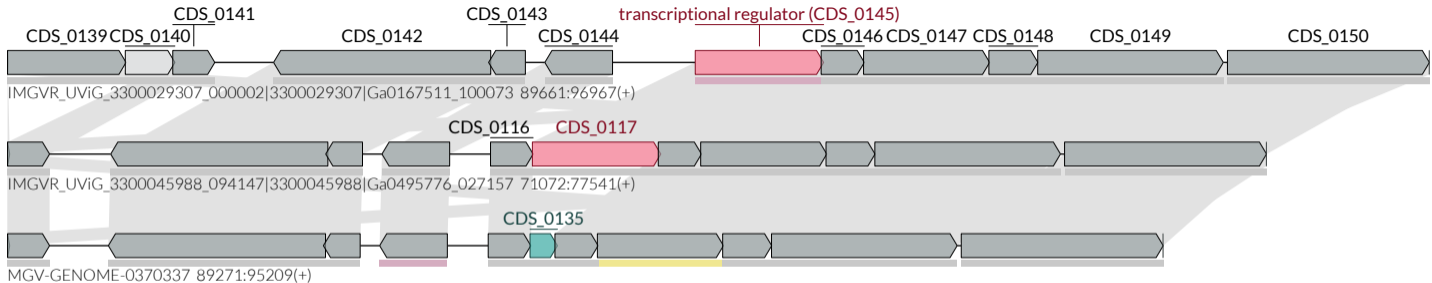 CDS_0141 CDS_0143 transcriptional regulator (CDS_0145)
CDS_0139 CDS_0140 CDS_0142 CDS_0144 CDS_0146 CDS_0147 CDS_0148 CDS_0149 CDS_0150
IMGVR_UViG_3300029307_000002|3300029307|Ga0167511_100073 89661:96967(+)
CDS_0116 CDS_0117
IMGVR_UViG_3300045988_094147|3300045988|Ga0495776_027157 71072:77541(+)
CDS_0135
MGV-GENOME-0370337 89271:95209(+)